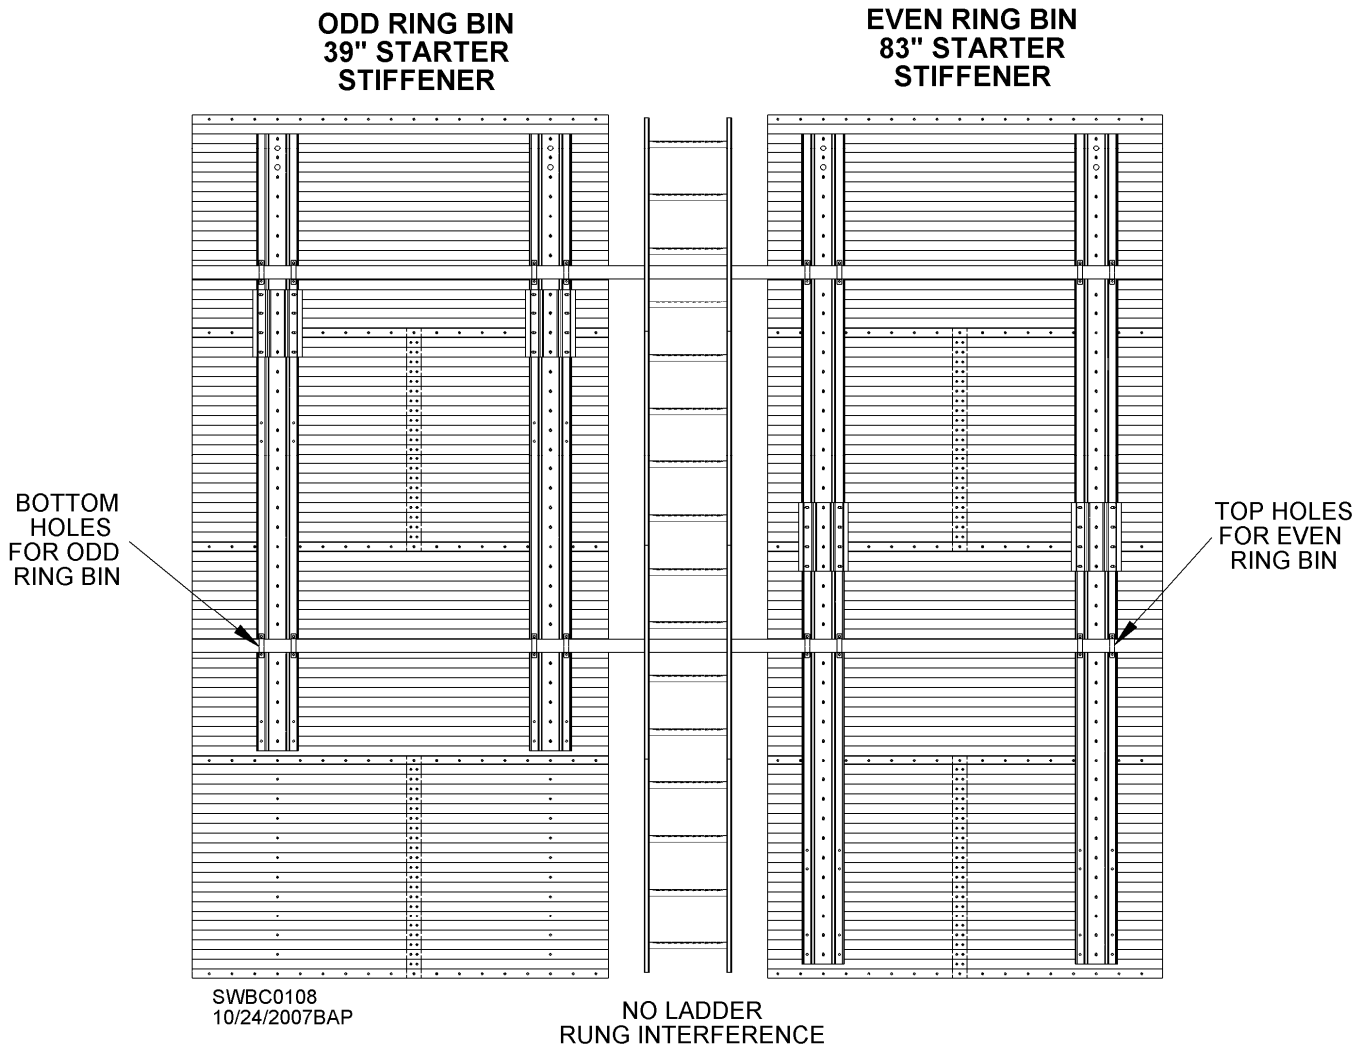 ODD RING BIN
39" STARTER
STIFFENER
EVEN RING BIN
83" STARTER
STIFFENER
BOTTOM
HOLES
FOR ODD
RING BIN
TOP HOLES
FOR EVEN
RING BIN
SWBC0108
10/24/2007BAP
NO LADDER
RUNG INTERFERENCE